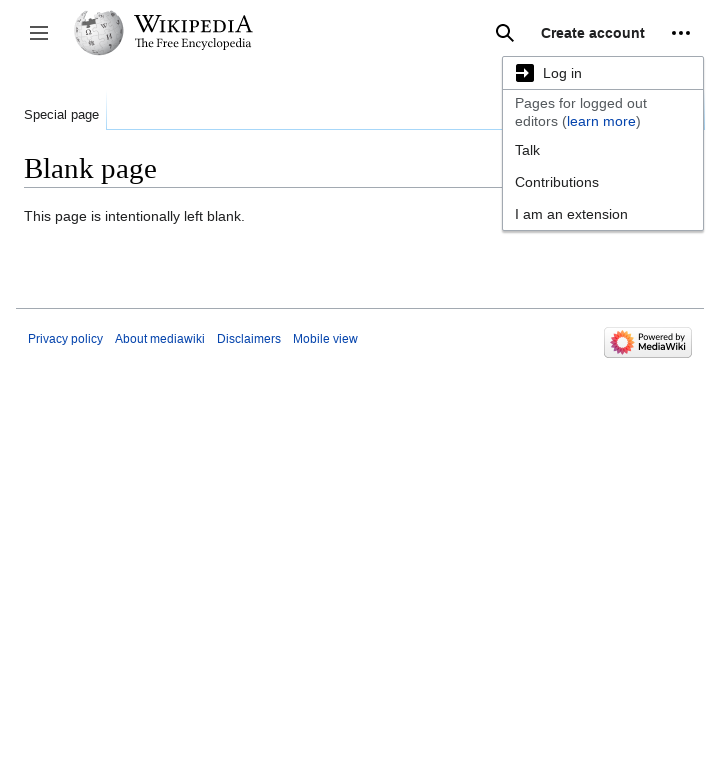 WIKIPEDIA
The Free Encyclopedia
Create account
Log in
Pages for logged out
editors (learn more)
Talk
Contributions
I am an extension
Special page
Blank page
This page is intentionally left blank.
Privacy policy About mediawiki Disclaimers Mobile view
Powered by
MediaWiki